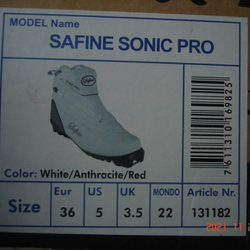 MODEL Name
SAFINE SONIC PRO
Safine
Color: White/Anthracite/Red
7611310169825
Eur US UK MONDO Article Nr.
Size 36 5 3.5 22 131182